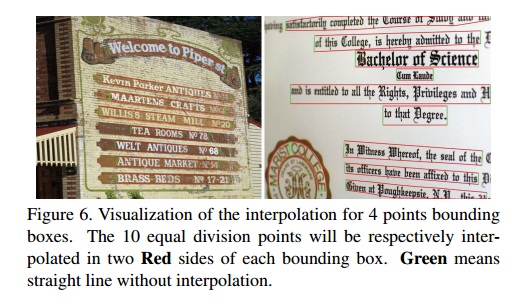 Welcome to Piper st
Kevin Parker ANTIQUES
MAARTENS CRAFTS
WILLIS'S STEAM MILL Nº 20
TEA ROOMS Nº 78
WELT ANTIQUES Nº 68
ANTIQUE MARKET
BRASS BEDS Nº 17-21
satisfactorily completed the Course of Study and
of this College, is hereby admitted to the
Bachelor of Science
Cum Laude
and is entitled to all the Rights, Privileges and H
to that Degree.
In Witness Whereof, the seal of the C
its officers have been affixed to this D
Given at Poughkeepsie, N.Y. this
MARIST COLLEGE
Figure 6. Visualization of the interpolation for 4 points bounding
boxes. The 10 equal division points will be respectively inter-
polated in two Red sides of each bounding box. Green means
straight line without interpolation.